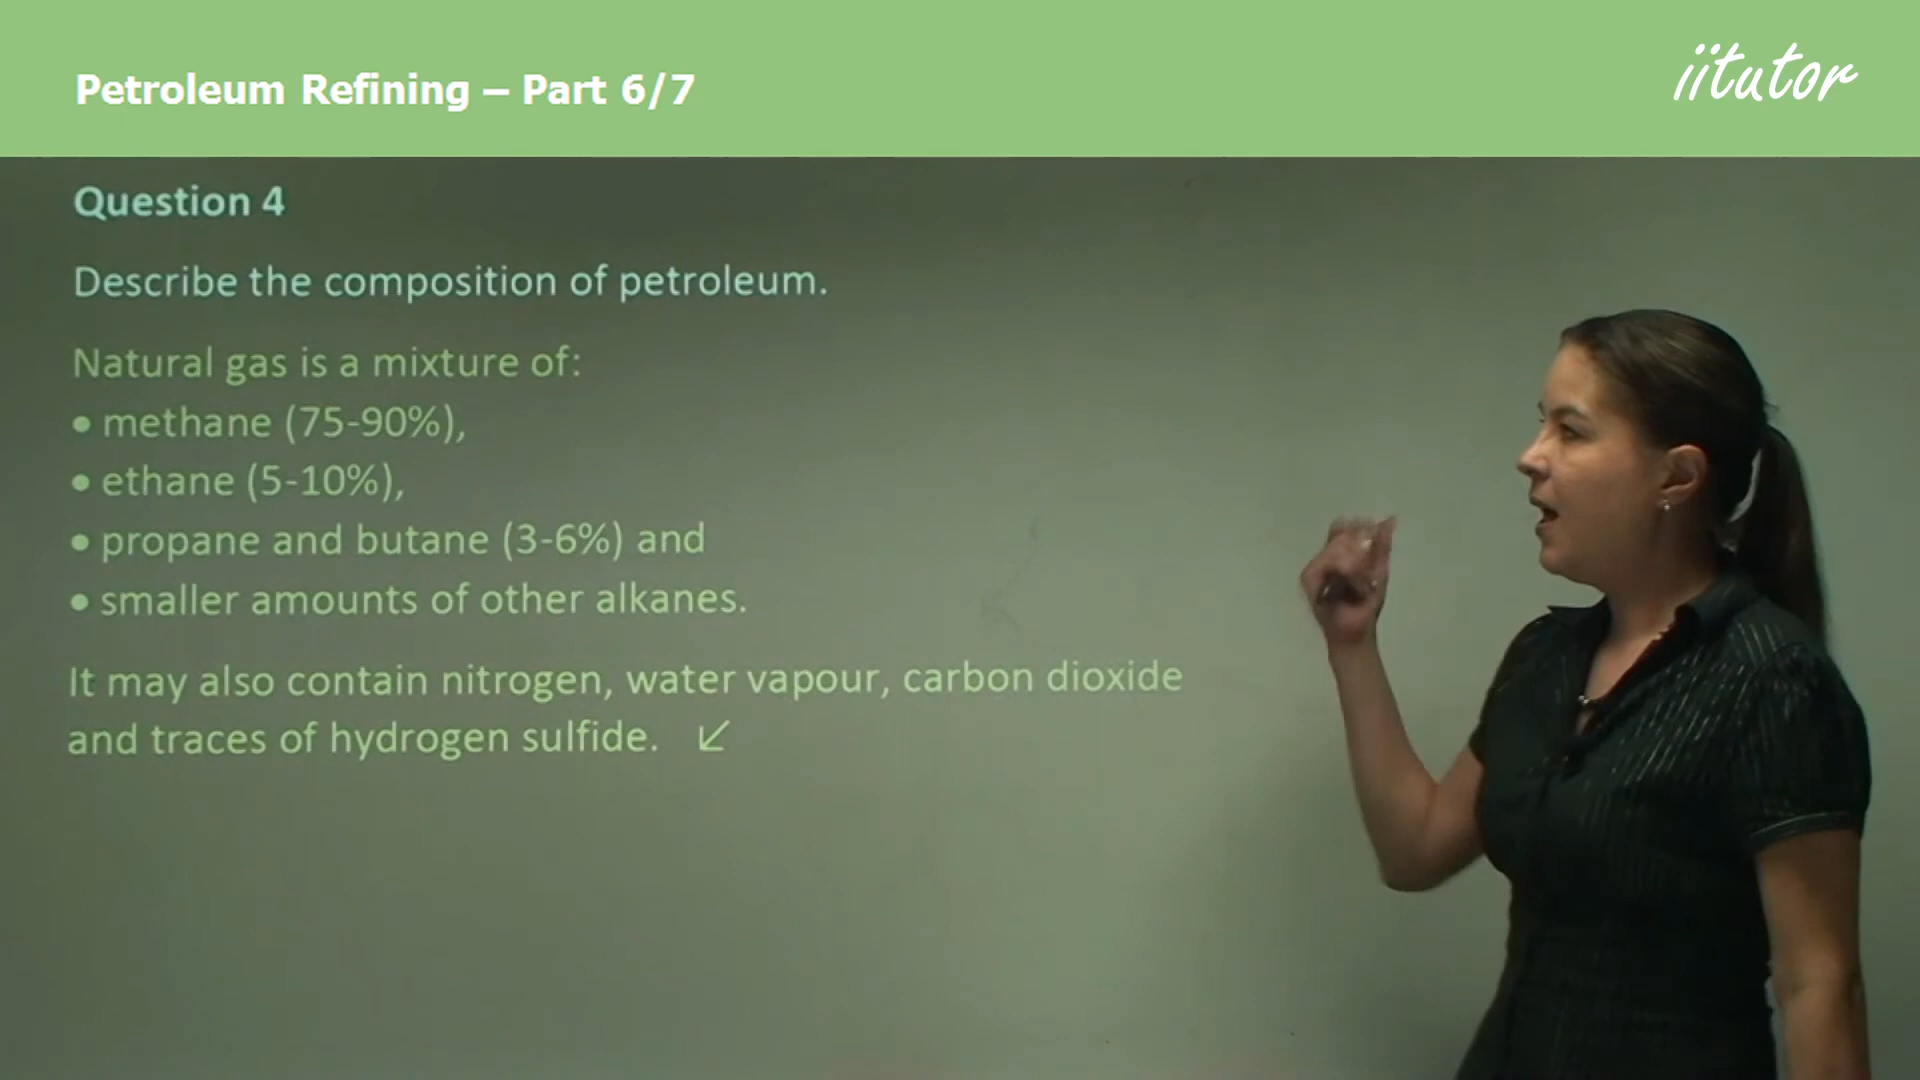 Petroleum Refining – Part 6/7
iitutor
Question 4
Describe the composition of petroleum.
Natural gas is a mixture of:
• methane (75-90%),
• ethane (5-10%),
• propane and butane (3-6%) and
• smaller amounts of other alkanes.
It may also contain nitrogen, water vapour, carbon dioxide
and traces of hydrogen sulfide. ↙